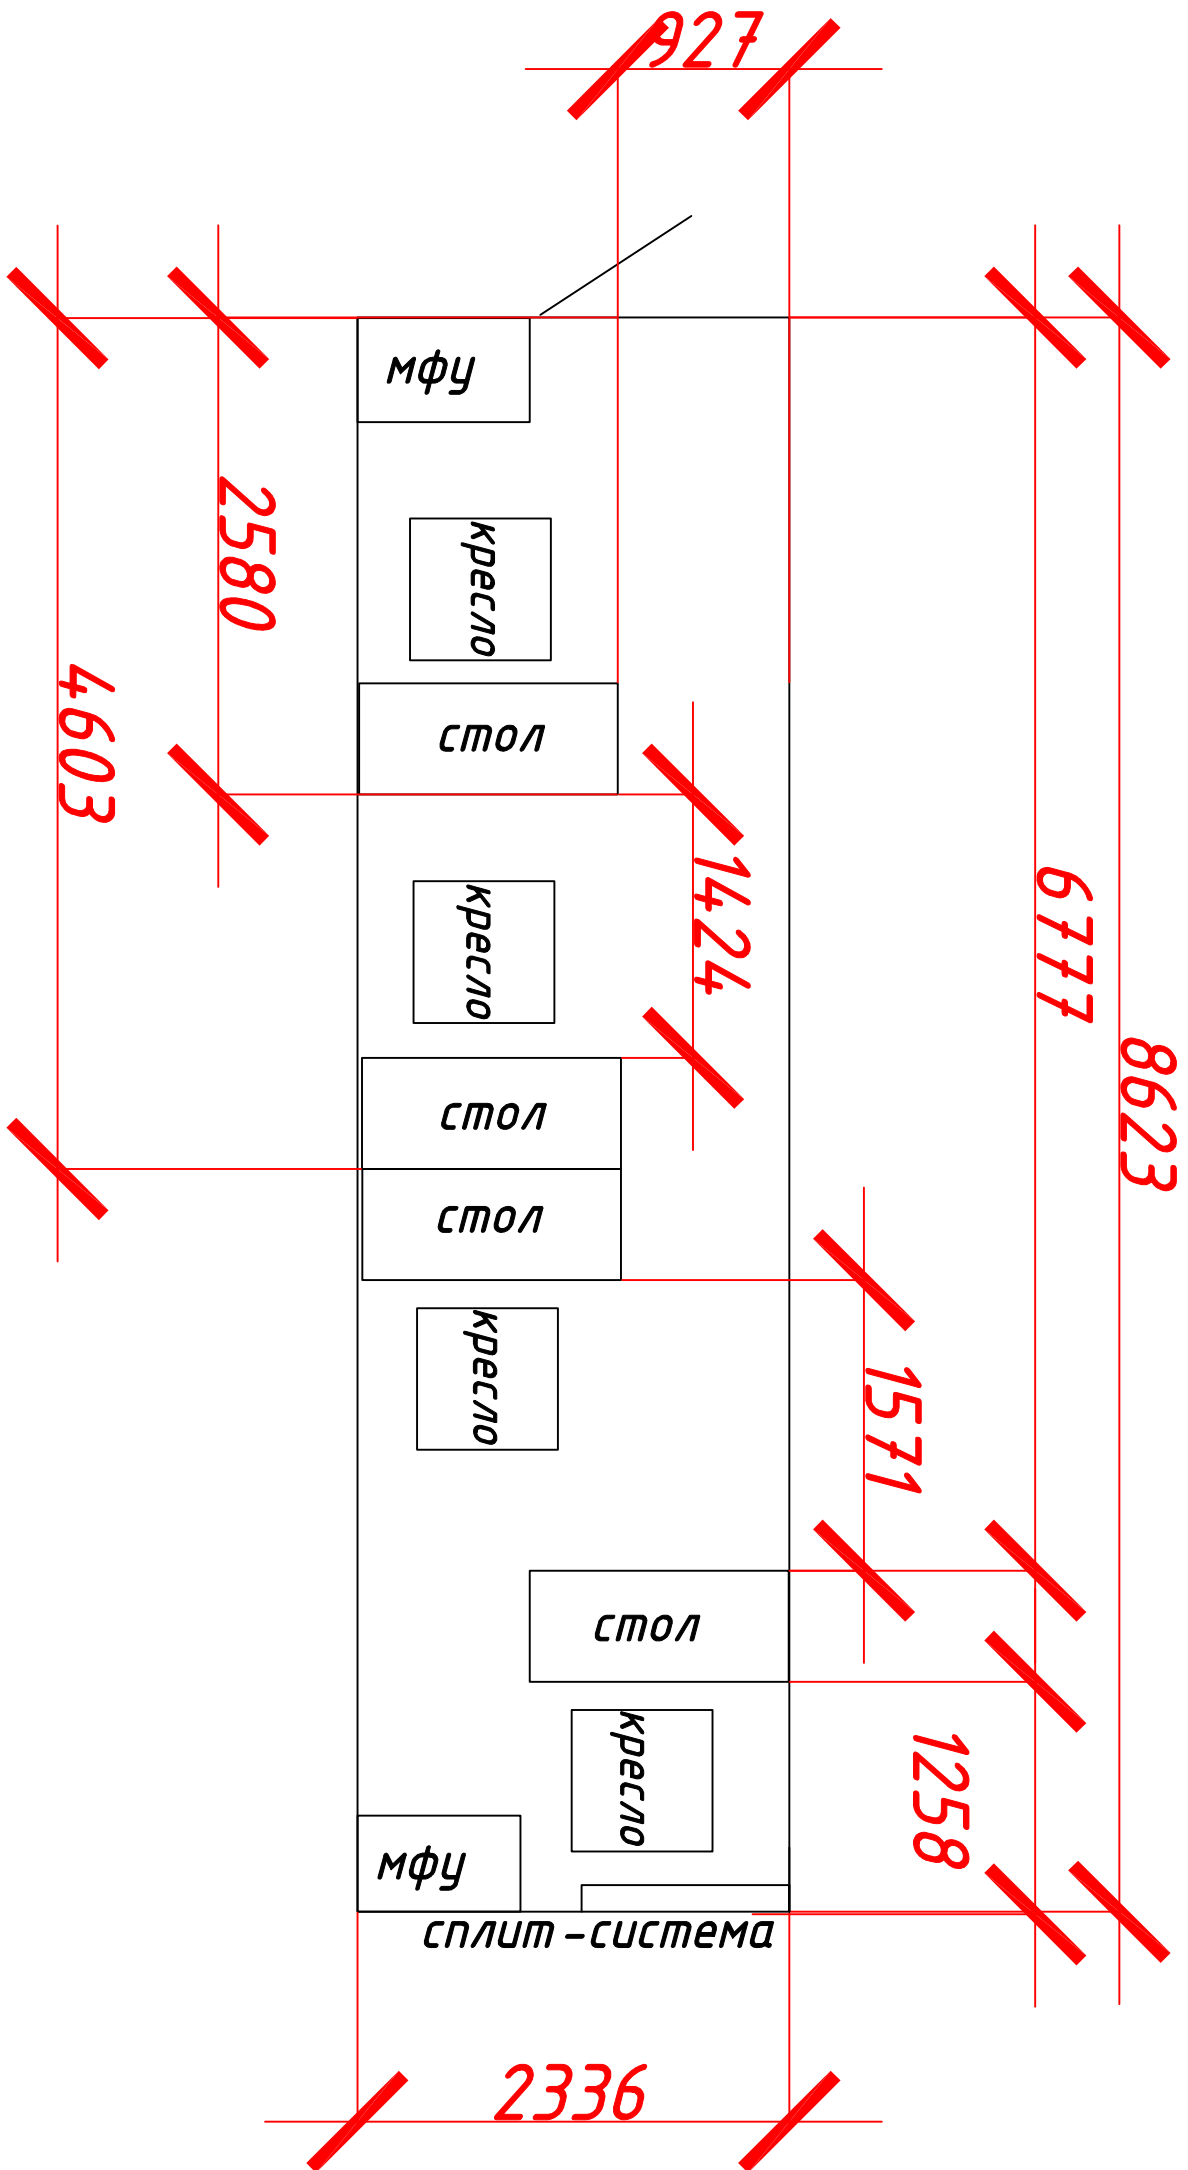 927
мфу
2580
кресло
4603
стол
1424
6777
кресло
8623
стол
стол
кресло
1571
стол
кресло
1258
мфу
сплит-система
2336